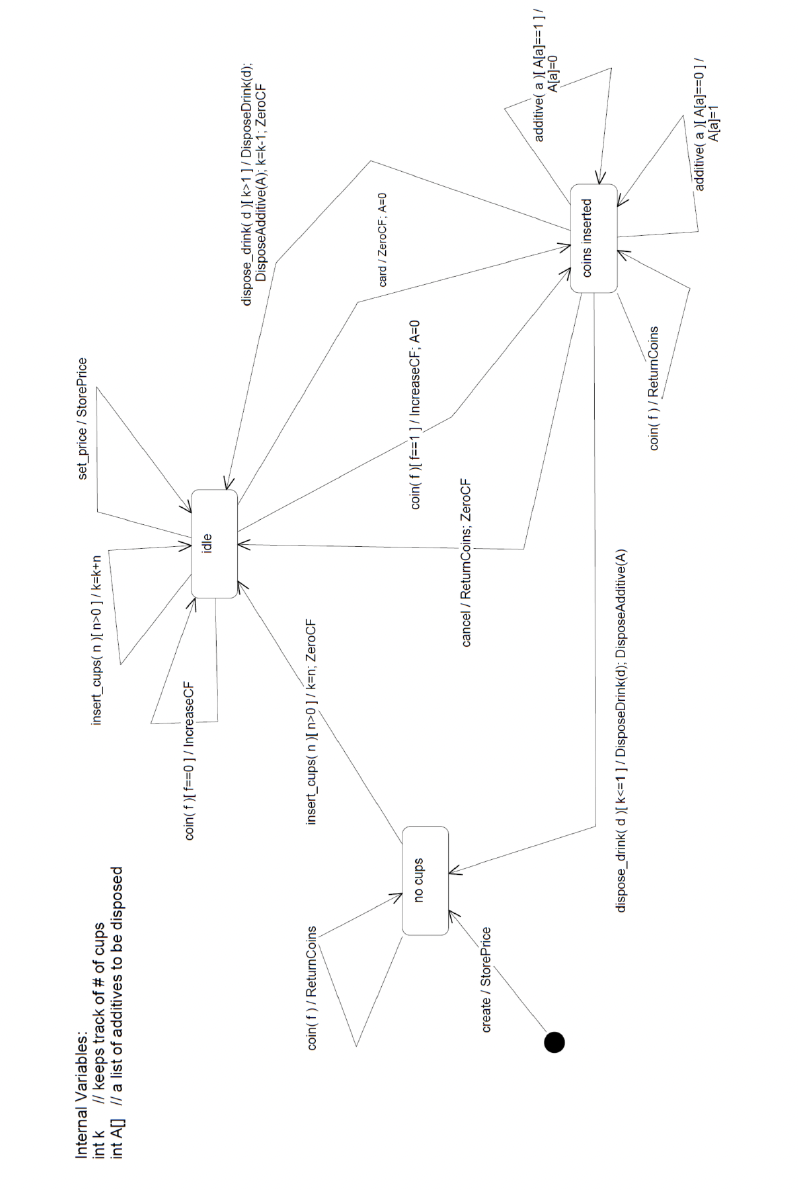 Internal Variables:
int k // keeps track of # of cups
int A[] // a list of additives to be disposed
set_price / StorePrice
insert_cups( n )[ n>0 ] / k=k+n
coin( f )[ f==0 ] / IncreaseCF
idle
dispose_drink( d )[ k>1 ] / DisposeDrink(d);
DisposeAdditive(A); k=k-1; ZeroCF
card / ZeroCF; A=0
coin( f )[ f==1 ] / IncreaseCF; A=0
insert_cups( n )[ n>0 ] / k=n; ZeroCF
cancel / ReturnCoins; ZeroCF
coin( f ) / ReturnCoins
no cups
create / StorePrice
additive( a )[ A[a]==1 ] /
A[a]=0
coins inserted
additive( a )[ A[a]==0 ] /
A[a]=1
coin( f ) / ReturnCoins
dispose_drink( d )[ k<=1 ] / DisposeDrink(d); DisposeAdditive(A)